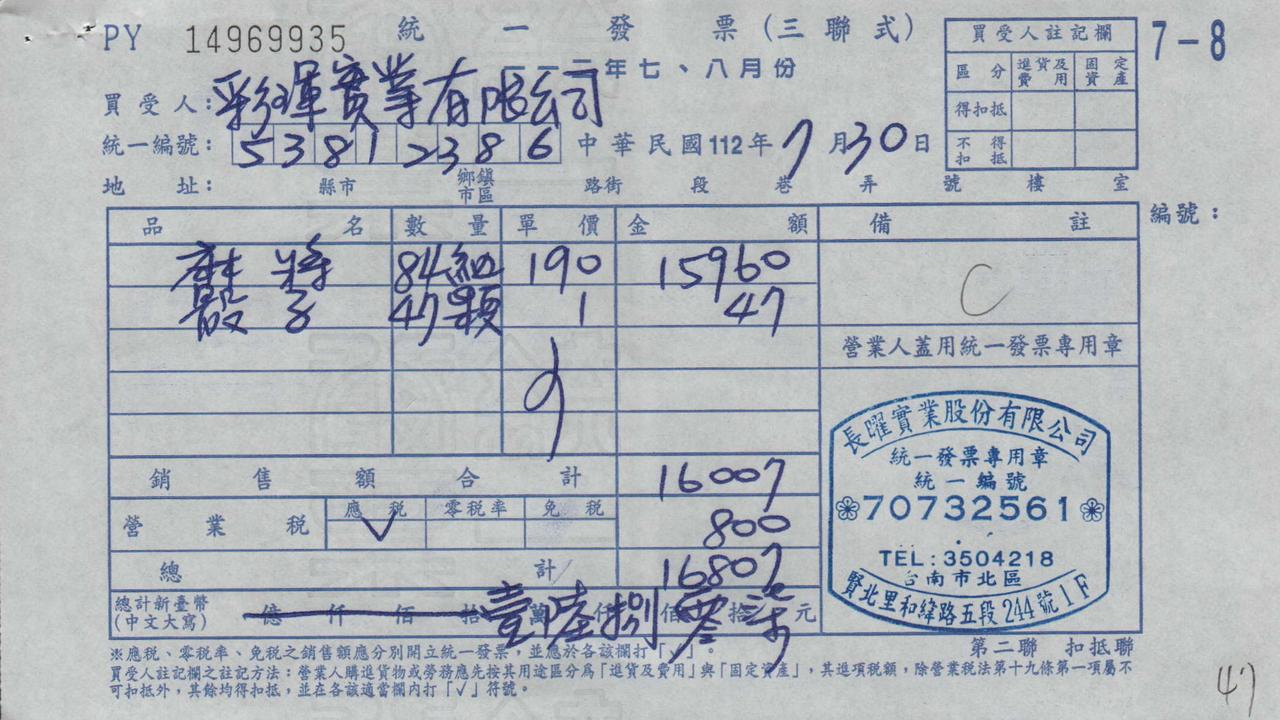 PY 14969935 統一發票(三聯式)
一一二年七、八月份
7-8
買受人註記欄
區分 進貨及費用 固定資產
得扣抵
不得扣抵
買受人:彩琿實業有限公司
統一編號:53812386 中華民國112年7月30日
地址: 縣市 鄉鎮市區 路街 段 巷 弄 號 樓 室
編號:
品名 數量 單價 金額 備註
麻将 84組 190 15960
骰子 47顆 1 47
C
營業人蓋用統一發票專用章
銷售額合計 16007
營業稅 應稅 零稅率 免稅
√ 800
總計 16807
總計新臺幣(中文大寫) 億仟佰拾壹萬陸仟捌佰零拾柒元
長曜實業股份有限公司
統一發票專用章
統一編號
70732561
TEL:3504218
台南市北區
賢北里和緯路五段244號1F
第二聯 扣抵聯
※應稅、零稅率、免稅之銷售額應分別開立統一發票,並應於各該欄打「√」。
買受人註記欄之註記方法:營業人購進貨物或勞務應先按其用途區分為「進貨及費用」與「固定資產」,其進項稅額,除營業稅法第十九條第一項屬不
可扣抵外,其餘均得扣抵,並在各該適當欄內打「√」符號。
47